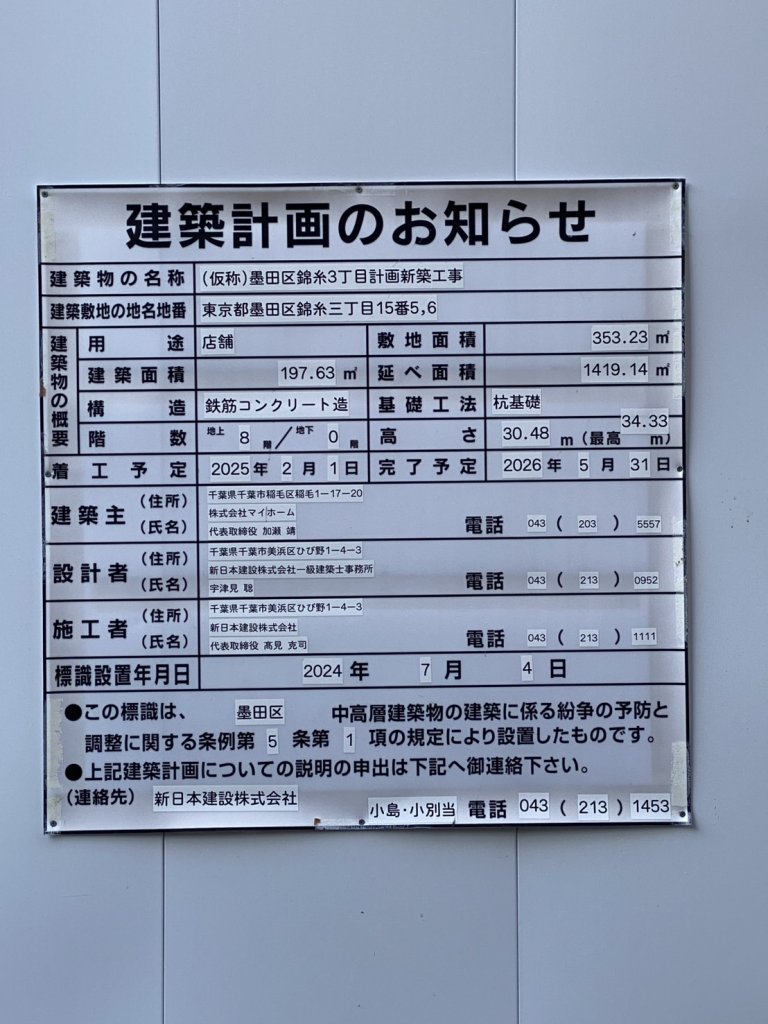 建築計画のお知らせ
建築物の名称 (仮称)墨田区錦糸3丁目計画新築工事
建築敷地の地名地番 東京都墨田区錦糸三丁目15番5,6
建築物の概要
用途 店舗 敷地面積 353.23 ㎡
建築面積 197.63 ㎡ 延べ面積 1419.14 ㎡
構造 鉄筋コンクリート造 基礎工法 杭基礎
階数 地上 8 階 / 地下 0 階 高さ 30.48 m (最高 34.33 m)
着工予定 2025 年 2 月 1 日 完了予定 2026 年 5 月 31 日
建築主 (住所) 千葉県千葉市稲毛区稲毛1-17-20
株式会社マイホーム
(氏名) 代表取締役 加瀬 靖 電話 043 ( 203 ) 5557
設計者 (住所) 千葉県千葉市美浜区ひび野1-4-3
新日本建設株式会社一級建築士事務所
(氏名) 宇津見 聡 電話 043 ( 213 ) 0952
施工者 (住所) 千葉県千葉市美浜区ひび野1-4-3
新日本建設株式会社
(氏名) 代表取締役 髙見 克司 電話 043 ( 213 ) 1111
標識設置年月日 2024 年 7 月 4 日
●この標識は、 墨田区 中高層建築物の建築に係る紛争の予防と
調整に関する条例第 5 条第 1 項の規定により設置したものです。
●上記建築計画についての説明の申出は下記へ御連絡下さい。
(連絡先) 新日本建設株式会社
小島・小別当 電話 043 ( 213 ) 1453